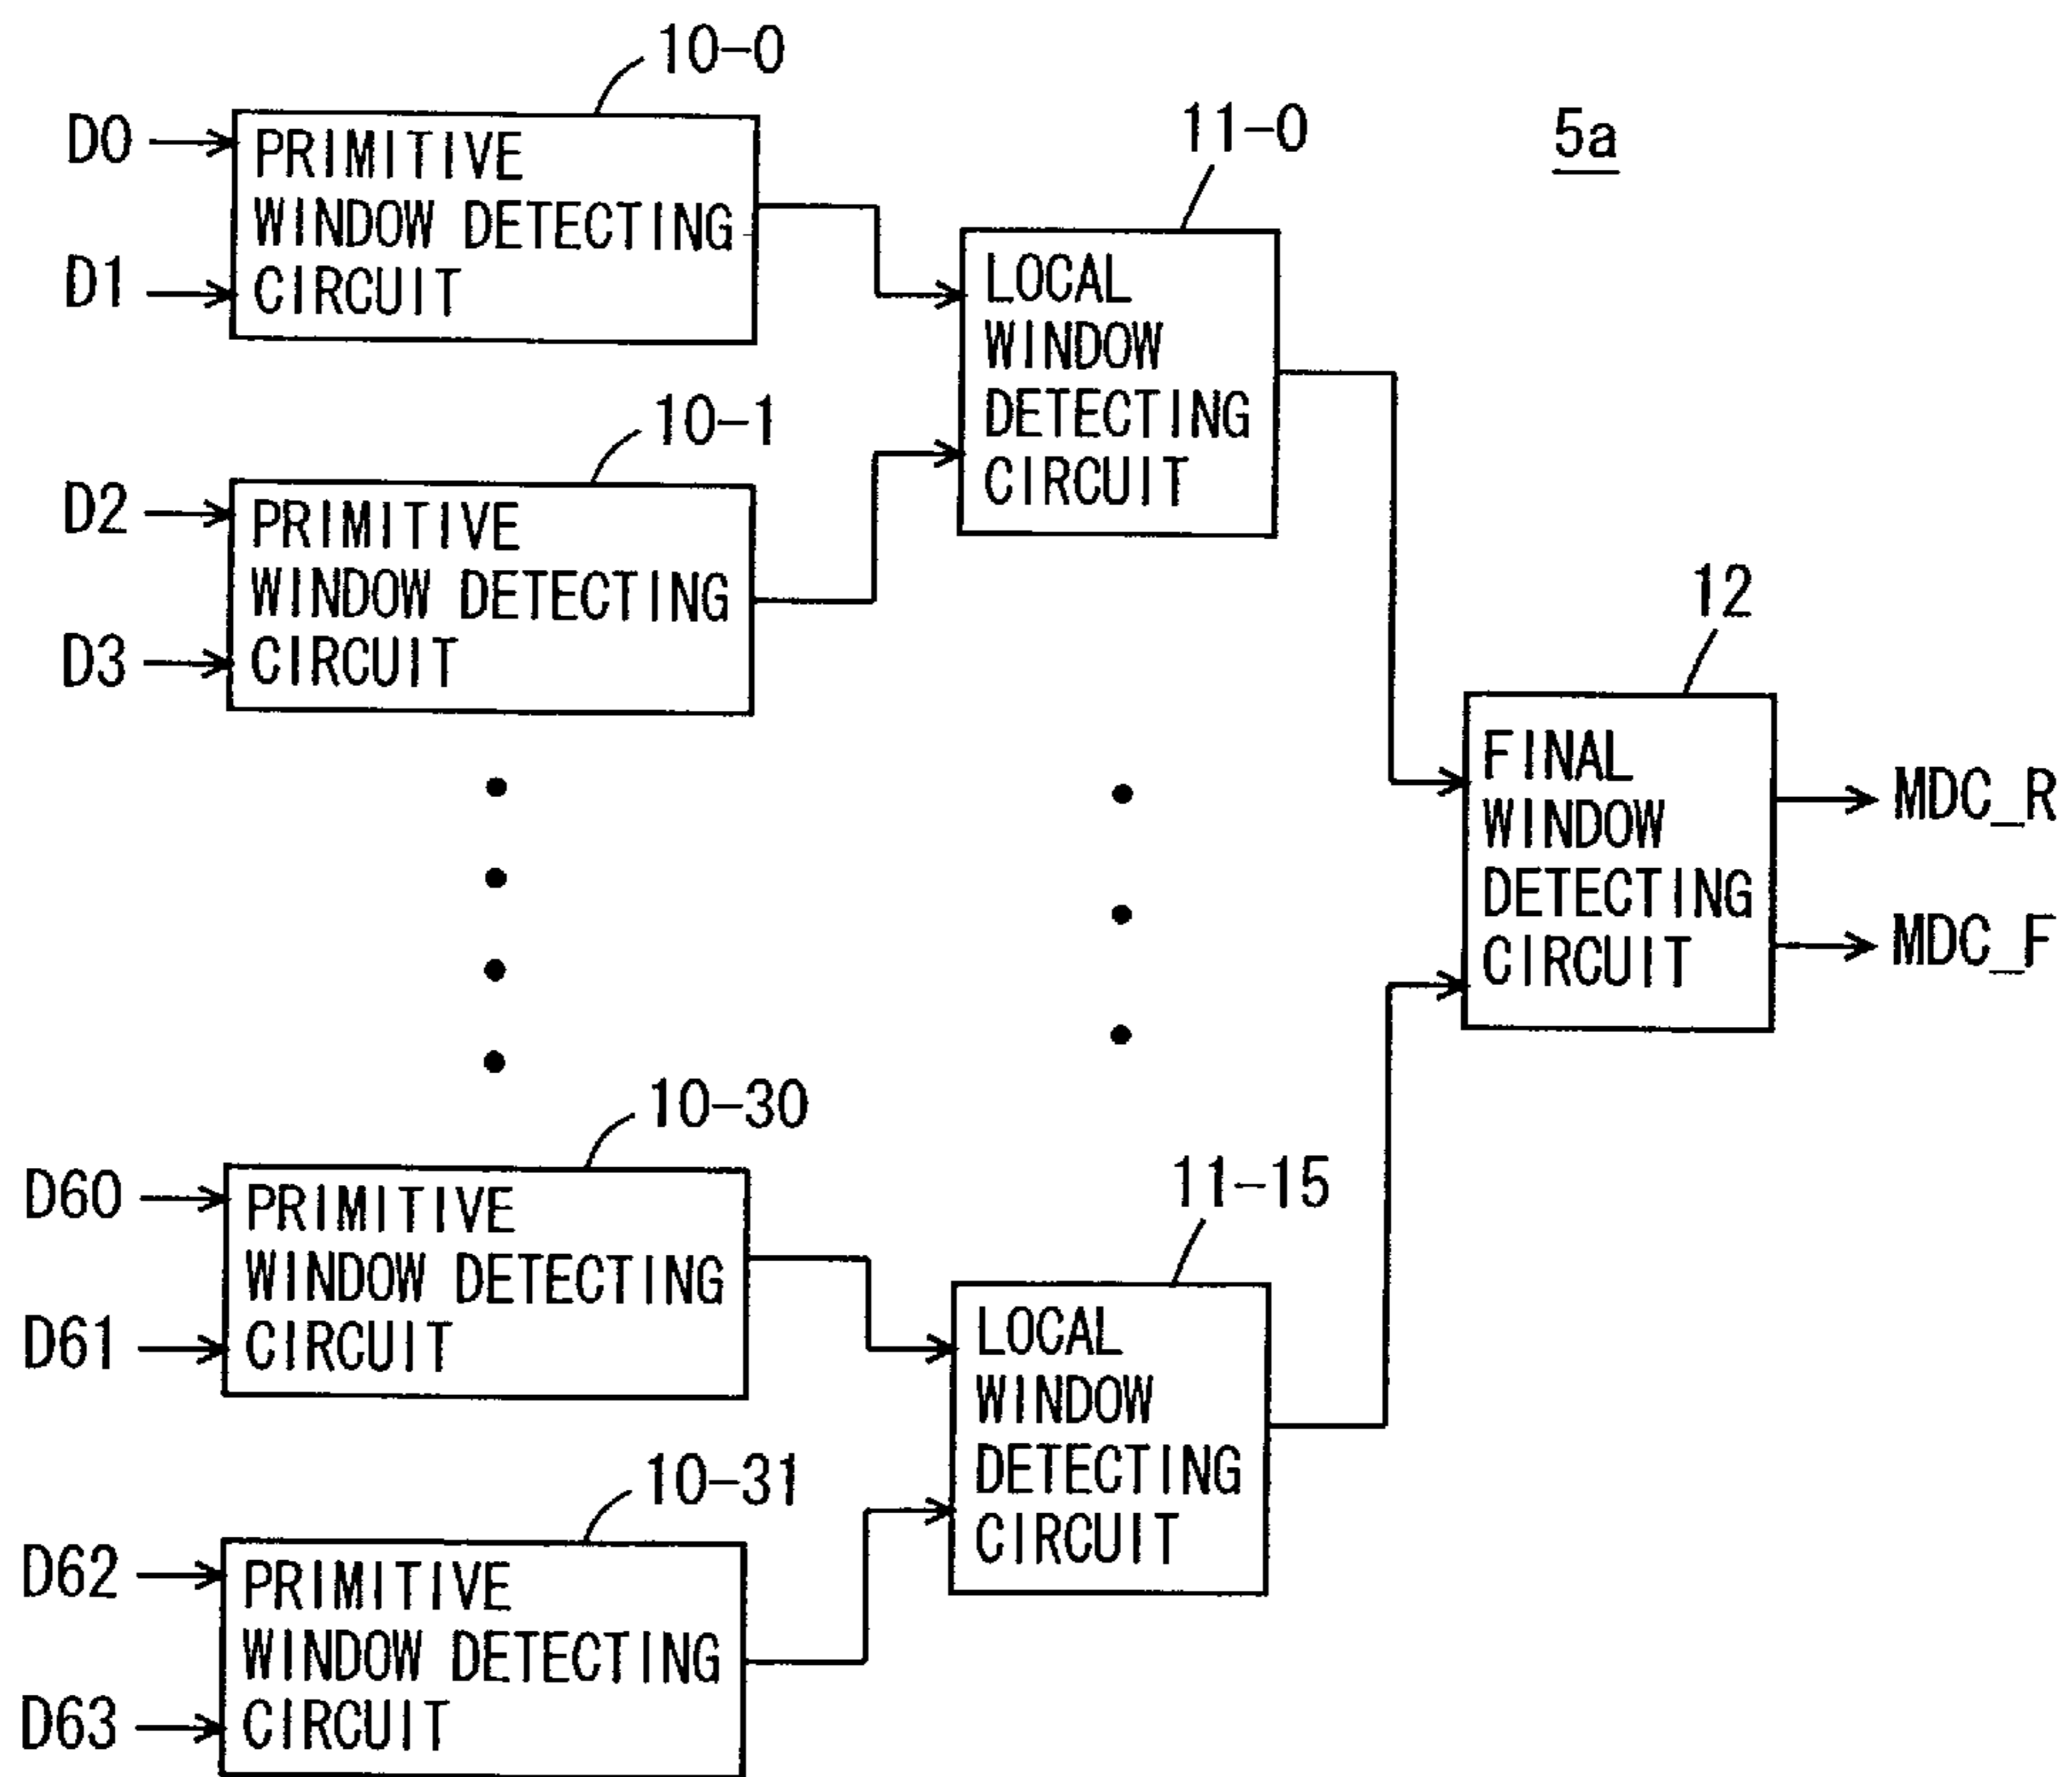 10-0
D0
D1
PRIMITIVE
WINDOW DETECTING
CIRCUIT
11-0
5a
LOCAL
WINDOW
DETECTING
CIRCUIT
10-1
D2
D3
PRIMITIVE
WINDOW DETECTING
CIRCUIT
12
FINAL
WINDOW
DETECTING
CIRCUIT
MDC_R
MDC_F
10-30
D60
D61
PRIMITIVE
WINDOW DETECTING
CIRCUIT
11-15
LOCAL
WINDOW
DETECTING
CIRCUIT
10-31
D62
D63
PRIMITIVE
WINDOW DETECTING
CIRCUIT